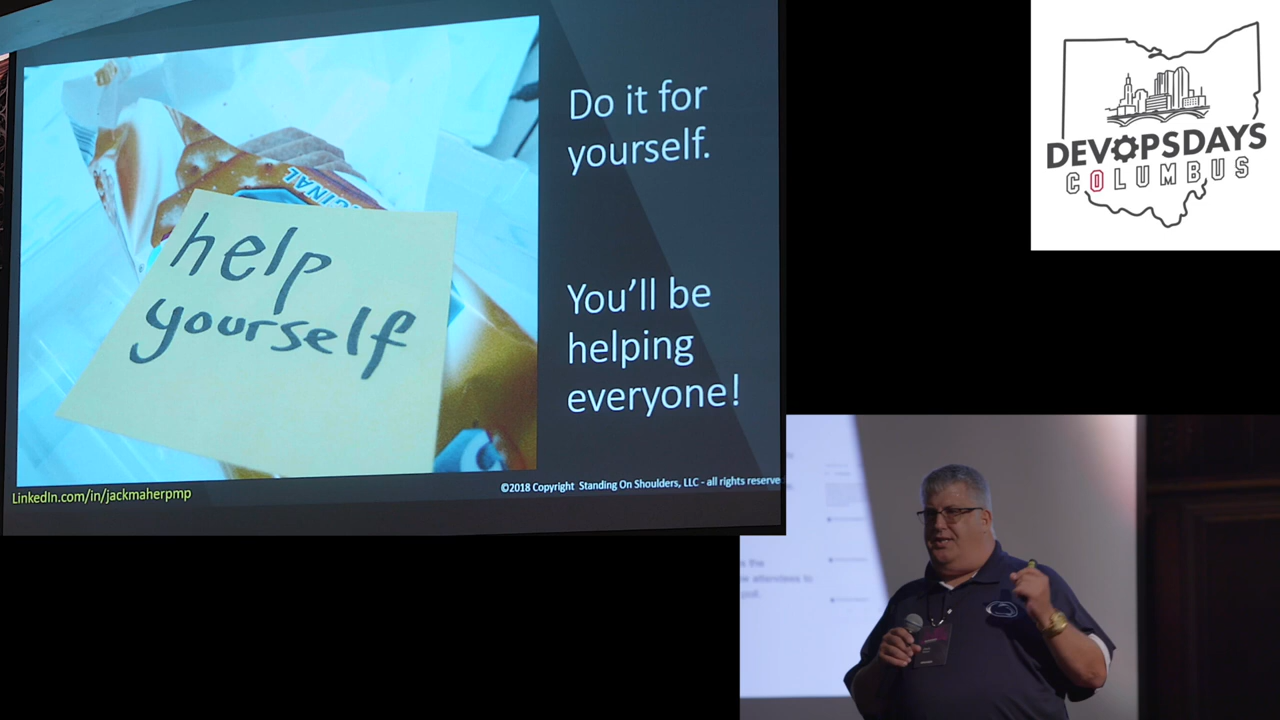 Do it for
yourself.
ORIGINAL
help
yourself
You'll be
helping
everyone!
LinkedIn.com/in/jackmaherpmp
©2018 Copyright Standing On Shoulders, LLC - all rights reserve
DEVOPSDAYS
COLUMBUS